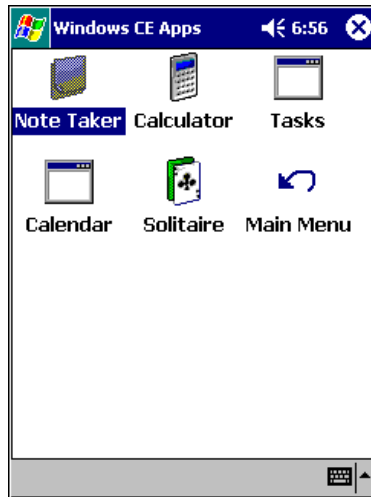 Windows CE Apps 6:56
Note Taker Calculator Tasks
Calendar Solitaire Main Menu